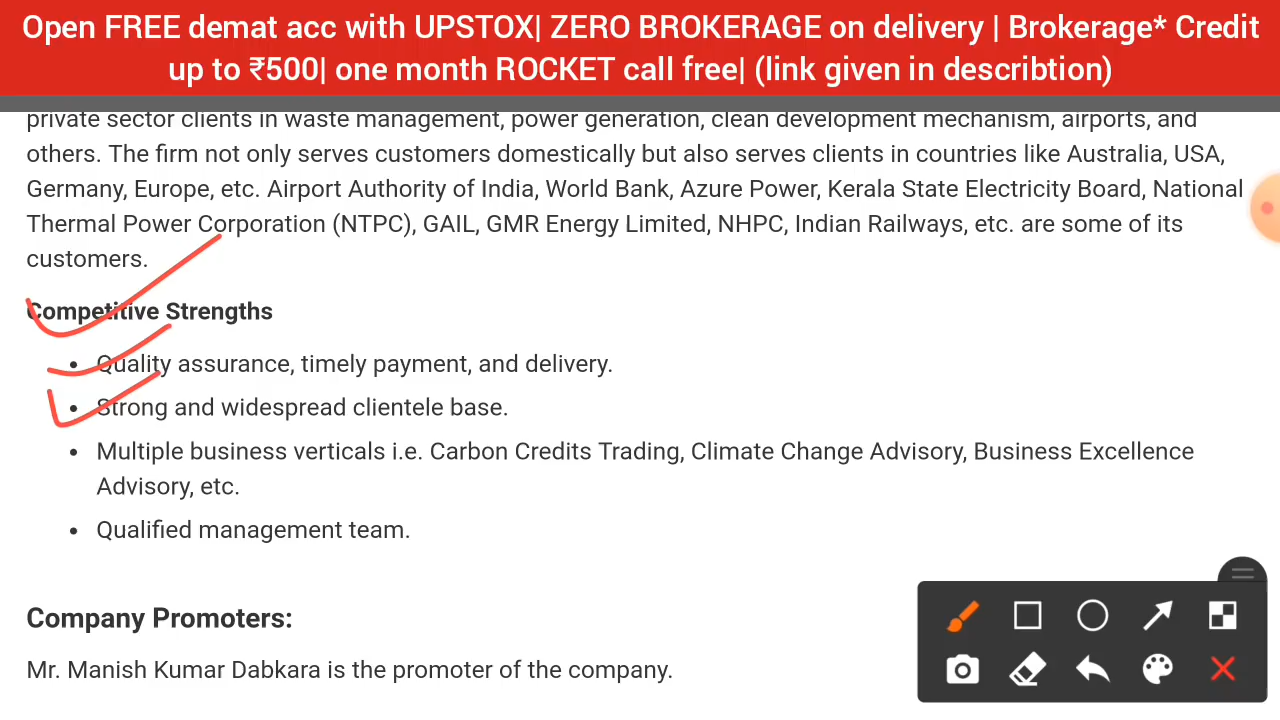 Open FREE demat acc with UPSTOX| ZERO BROKERAGE on delivery | Brokerage* Credit
up to ₹500| one month ROCKET call free| (link given in describtion)
private sector clients in waste management, power generation, clean development mechanism, airports, and
others. The firm not only serves customers domestically but also serves clients in countries like Australia, USA,
Germany, Europe, etc. Airport Authority of India, World Bank, Azure Power, Kerala State Electricity Board, National
Thermal Power Corporation (NTPC), GAIL, GMR Energy Limited, NHPC, Indian Railways, etc. are some of its
customers.
Competitive Strengths
• Quality assurance, timely payment, and delivery.
• Strong and widespread clientele base.
• Multiple business verticals i.e. Carbon Credits Trading, Climate Change Advisory, Business Excellence
Advisory, etc.
• Qualified management team.
Company Promoters:
Mr. Manish Kumar Dabkara is the promoter of the company.